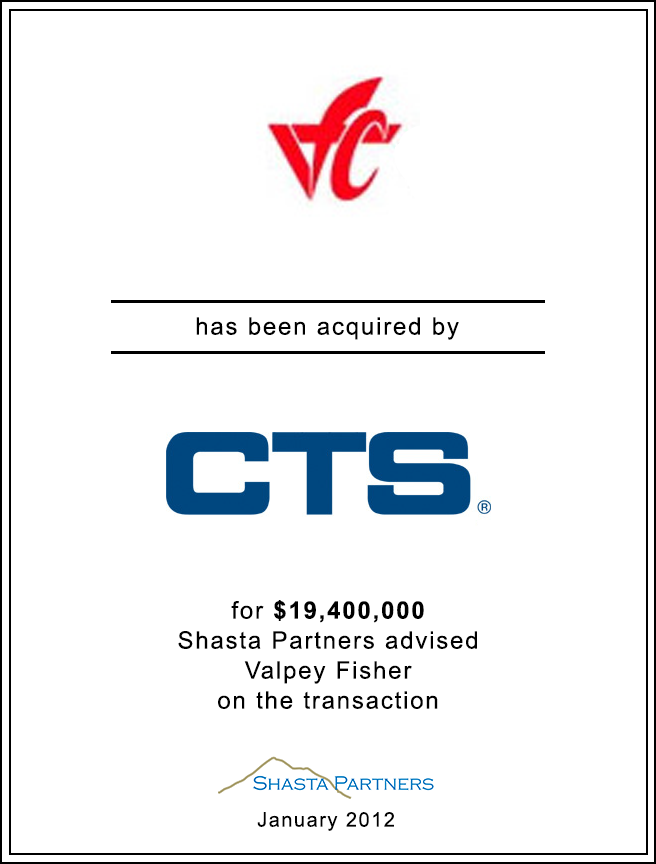 VFC
has been acquired by
CTS®
for $19,400,000
Shasta Partners advised
Valpey Fisher
on the transaction
SHASTA PARTNERS
January 2012